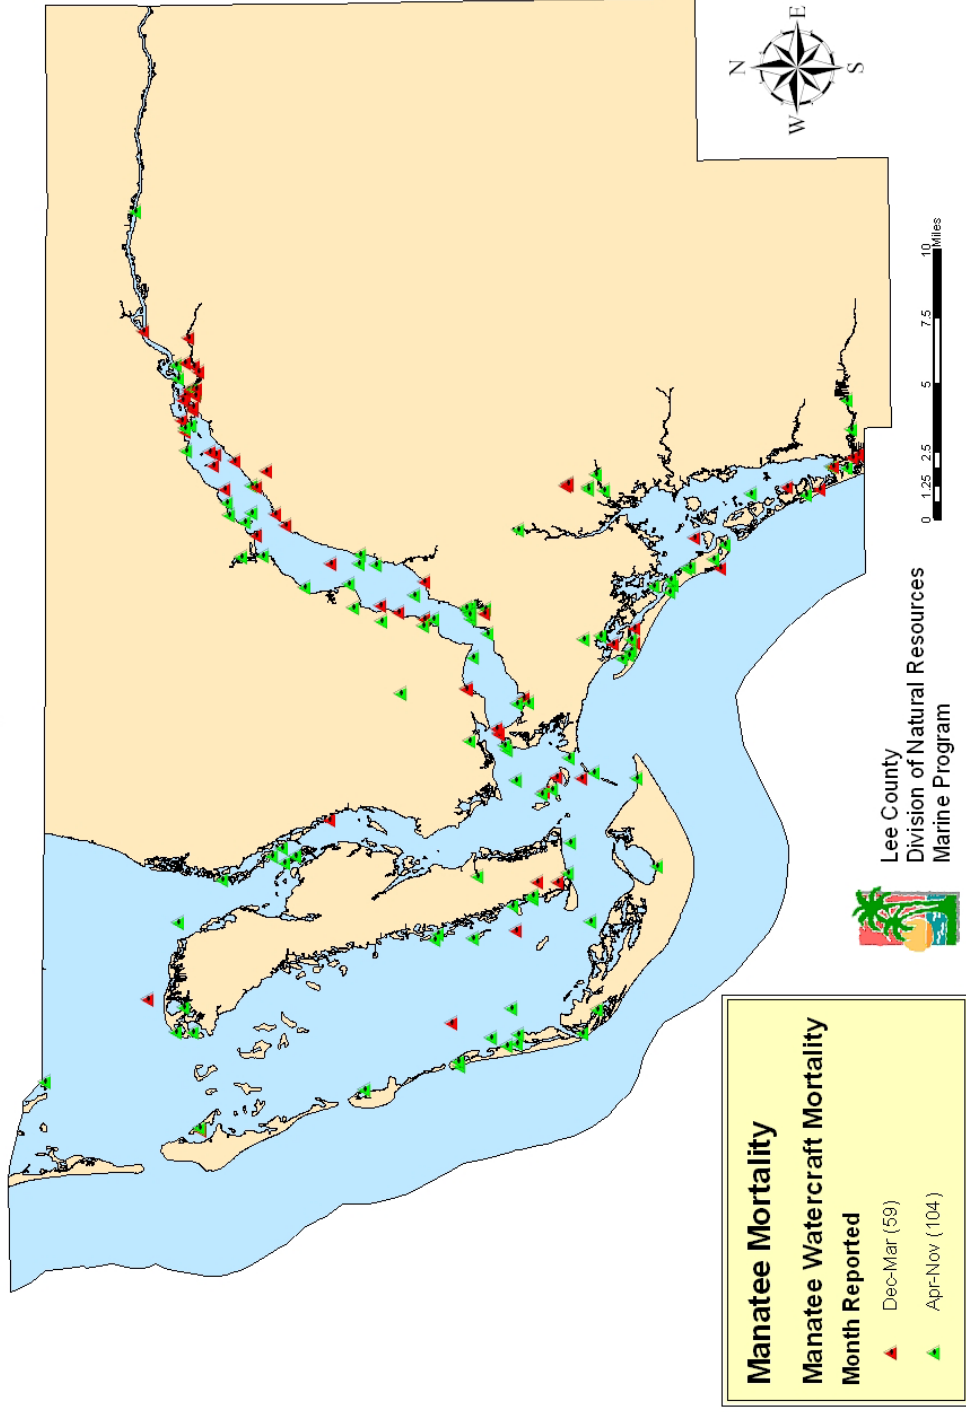 Manatee Mortality
Manatee Watercraft Mortality
Month Reported
Dec-Mar (59)
Apr-Nov (104)
Lee County
Division of Natural Resources
Marine Program
0 1.25 2.5 5 7.5 10
Miles
N
W E
S